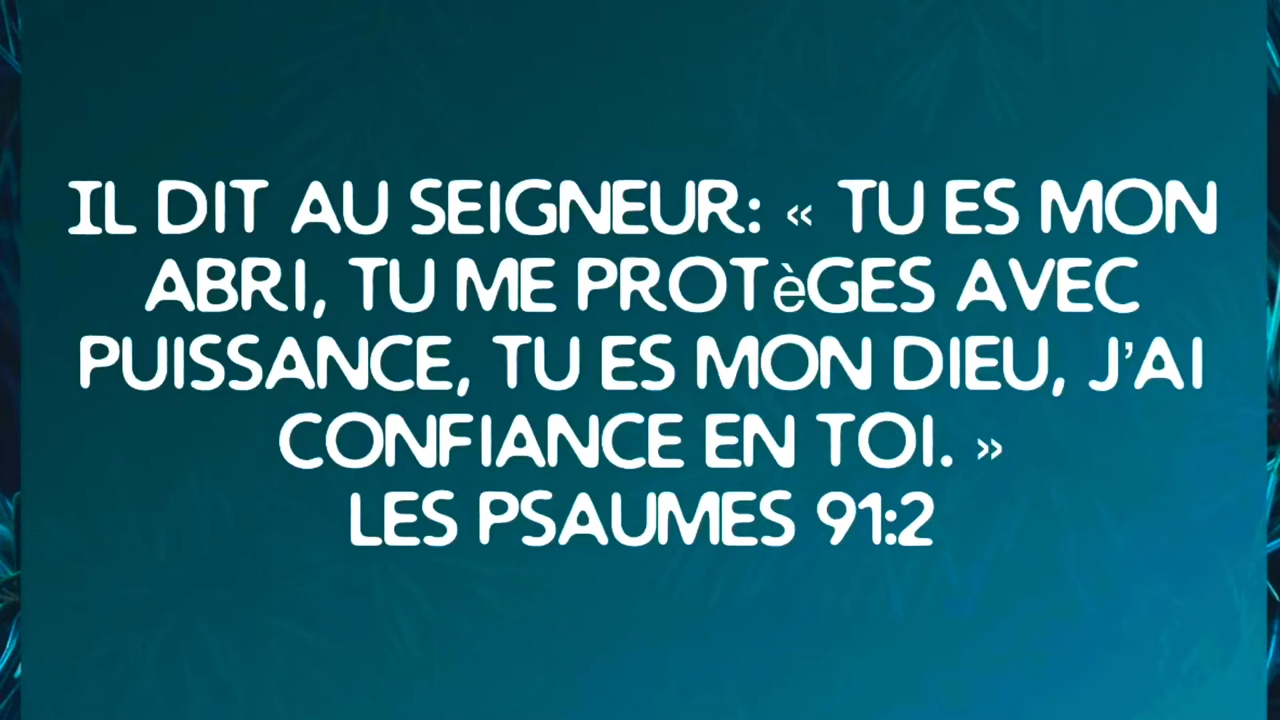 IL DIT AU SEIGNEUR: « TU ES MON
ABRI, TU ME PROTèGES AVEC
PUISSANCE, TU ES MON DIEU, J’AI
CONFIANCE EN TOI. »
LES PSAUMES 91:2